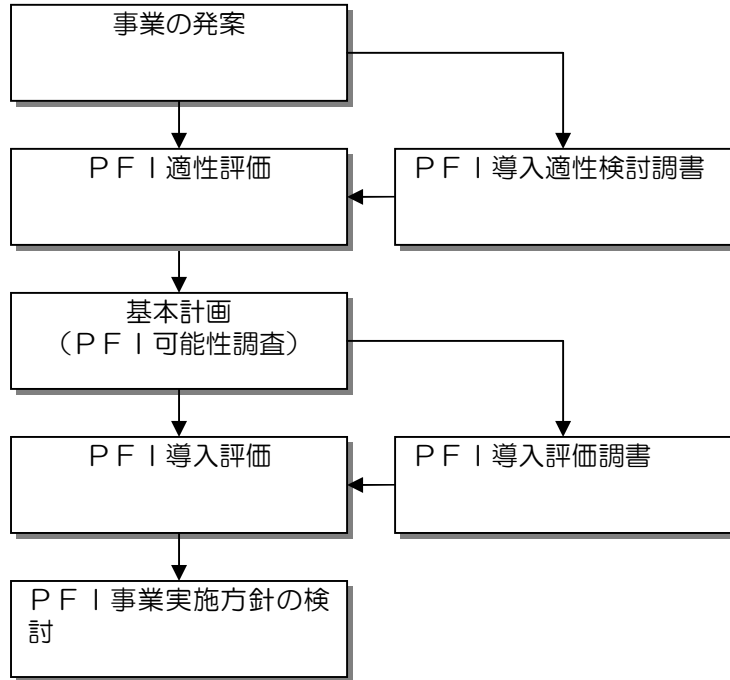 事業の発案
ＰＦＩ適性評価
ＰＦＩ導入適性検討調書
基本計画
（ＰＦＩ可能性調査）
ＰＦＩ導入評価
ＰＦＩ導入評価調書
ＰＦＩ事業実施方針の検
討